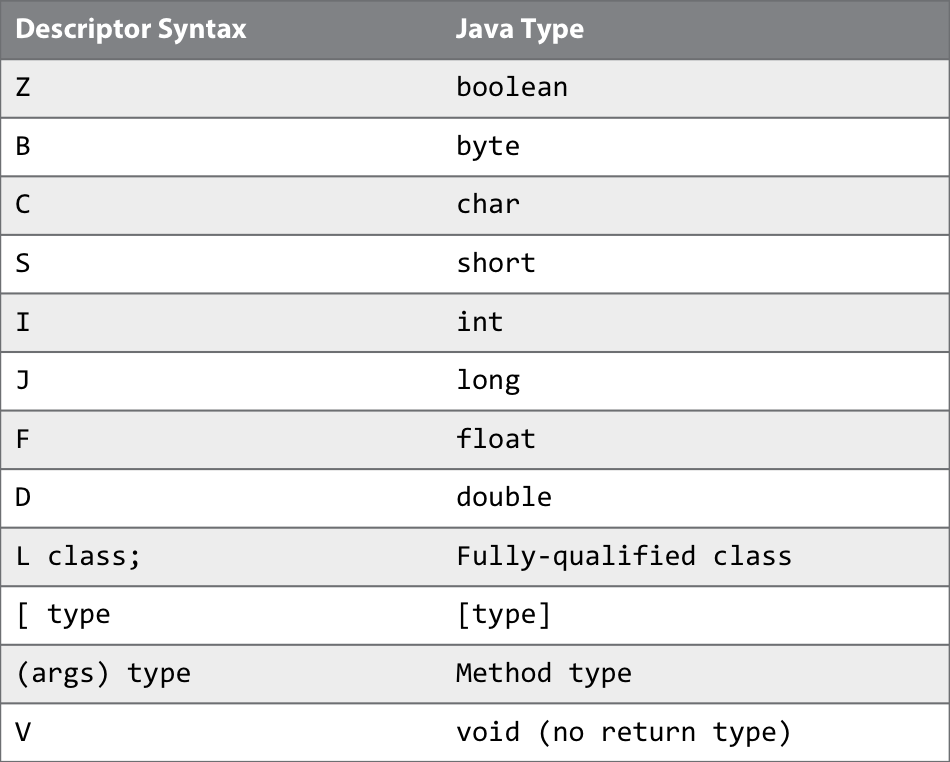 Descriptor Syntax Java Type
Z boolean
B byte
C char
S short
I int
J long
F float
D double
L class; Fully-qualified class
[ type [type]
(args) type Method type
V void (no return type)